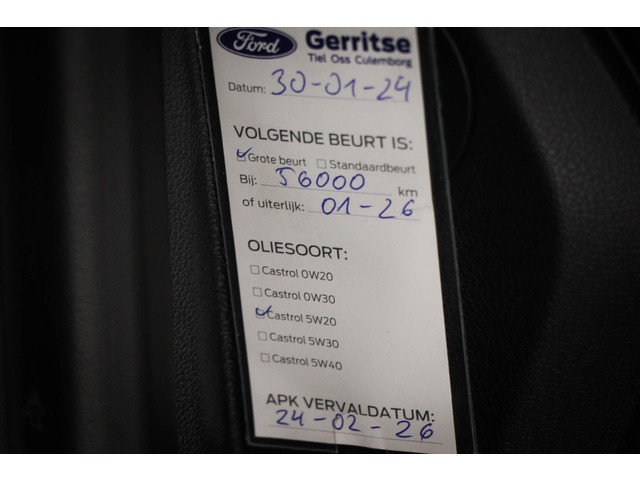 Ford Gerritse
Tiel Oss Culemborg
Datum: 30-01-24
VOLGENDE BEURT IS:
Grote beurt Standaardbeurt
Bij: 56000 km
of uiterlijk: 01-26
OLIESOORT:
Castrol 0W20
Castrol 0W30
Castrol 5W20
Castrol 5W30
Castrol 5W40
APK VERVALDATUM:
24-02-26